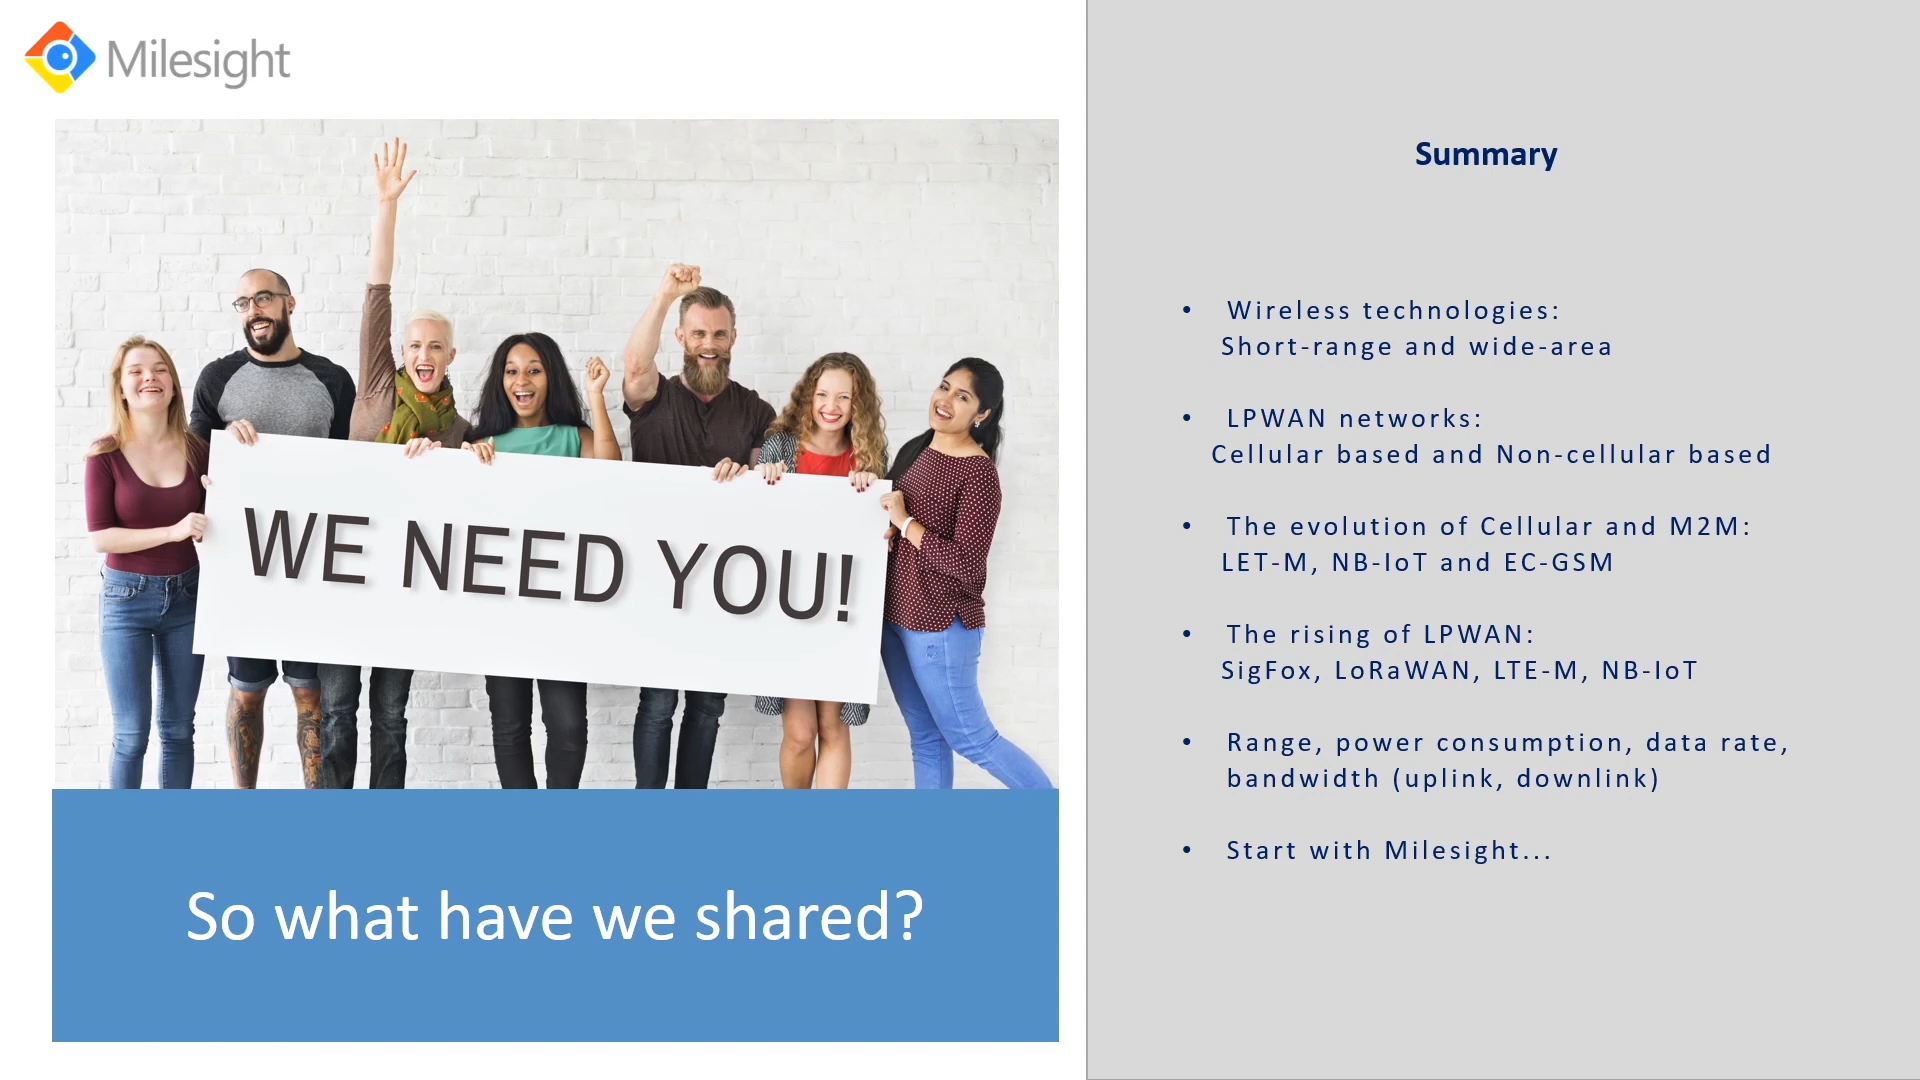 Milesight
WE NEED YOU!
So what have we shared?
Summary
• Wireless technologies:
Short-range and wide-area
• LPWAN networks:
Cellular based and Non-cellular based
• The evolution of Cellular and M2M:
LET-M, NB-IoT and EC-GSM
• The rising of LPWAN:
SigFox, LoRaWAN, LTE-M, NB-IoT
• Range, power consumption, data rate,
bandwidth (uplink, downlink)
• Start with Milesight...